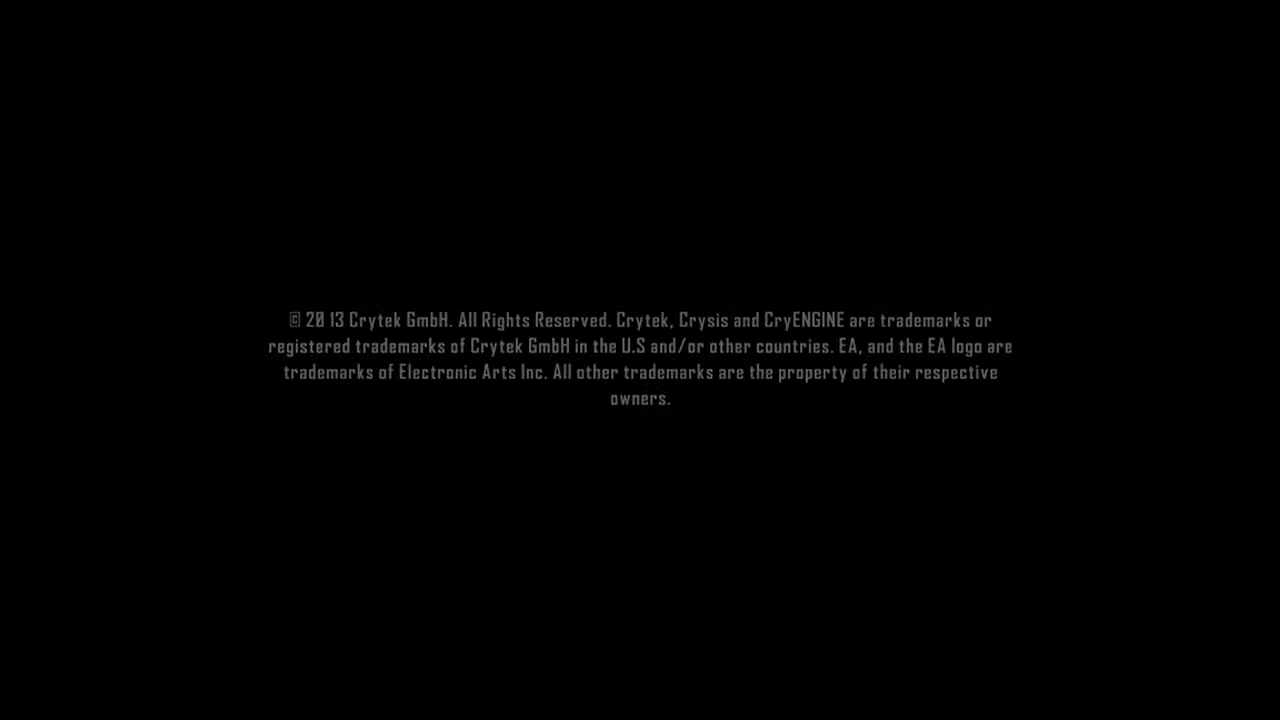 © 2013 Crytek GmbH. All Rights Reserved. Crytek, Crysis and CryENGINE are trademarks or
registered trademarks of Crytek GmbH in the U.S and/or other countries. EA, and the EA logo are
trademarks of Electronic Arts Inc. All other trademarks are the property of their respective
owners.